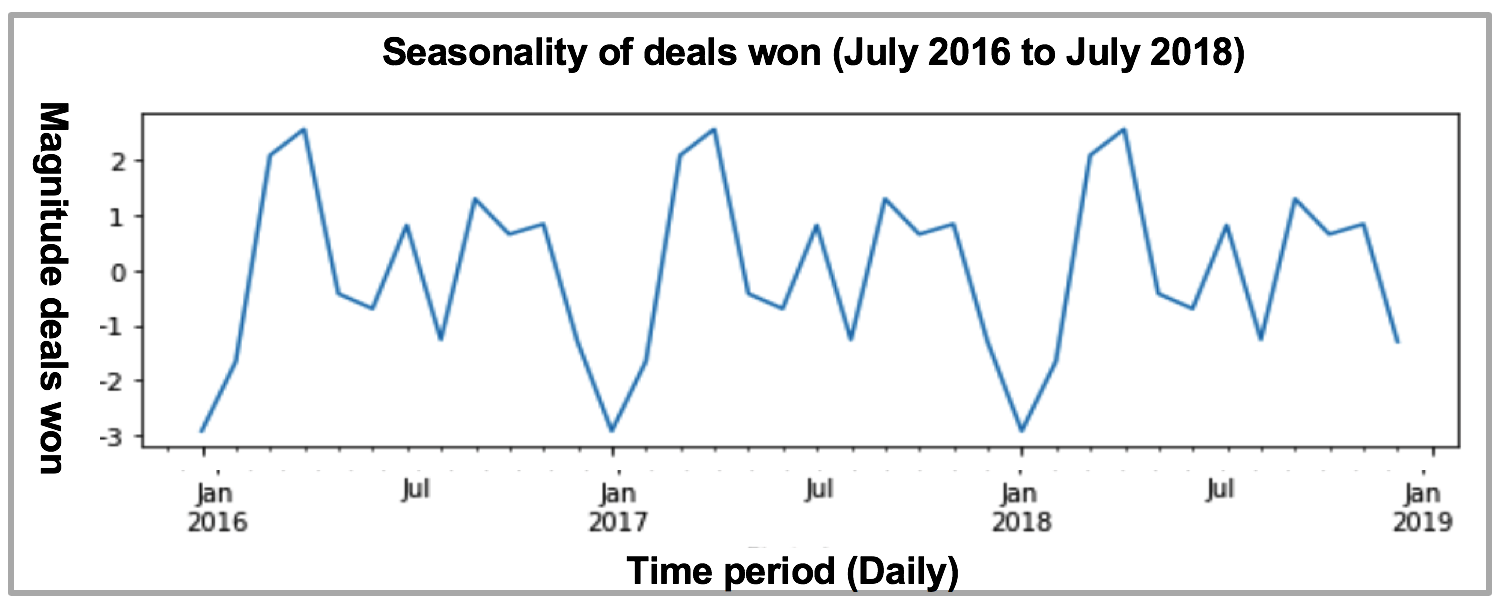 Seasonality of deals won (July 2016 to July 2018)
Magnitude deals won
2
1
0
-1
-2
-3
Jan Jul Jan Jul Jan Jul Jan
2016 2017 2018 2019
Time period (Daily)